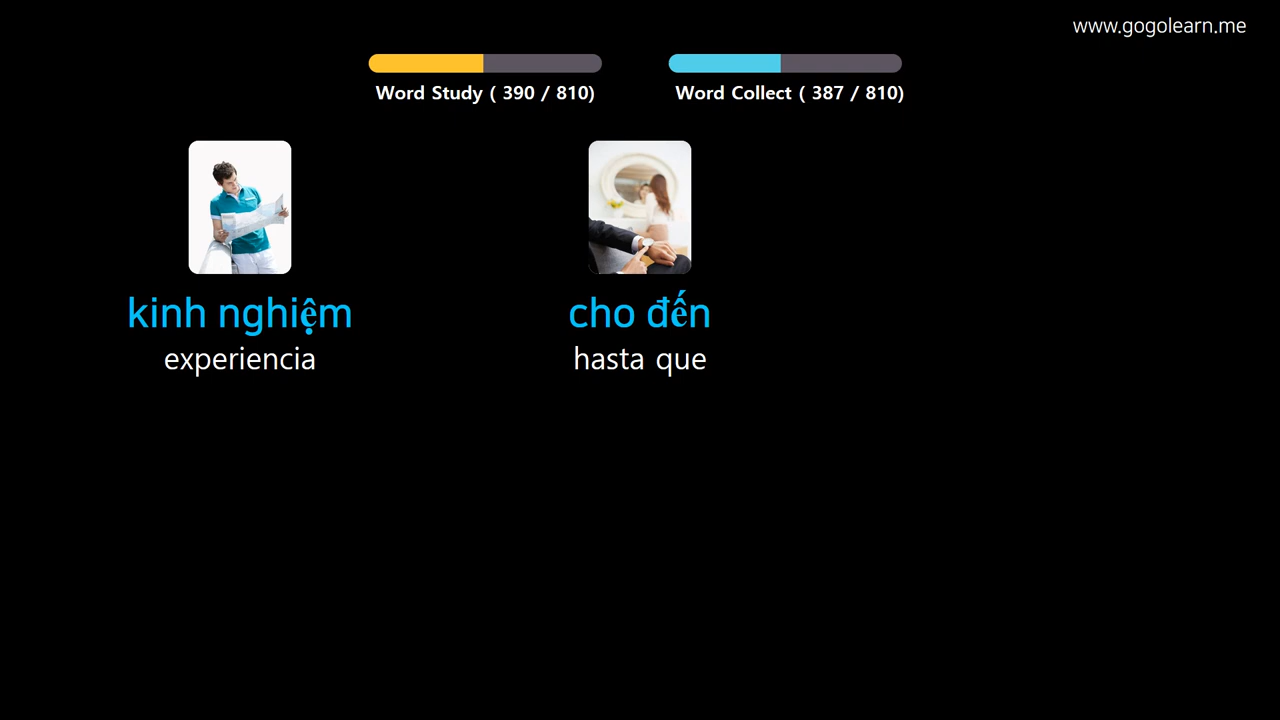 www.gogolearn.me
Word Study ( 390 / 810)
Word Collect ( 387 / 810)
kinh nghiệm
cho đến
experiencia
hasta que